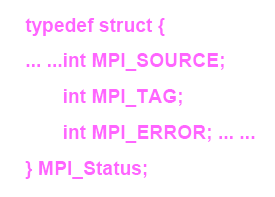 typedef struct {
... ...int MPI_SOURCE;
int MPI_TAG;
int MPI_ERROR; ... ...
} MPI_Status;